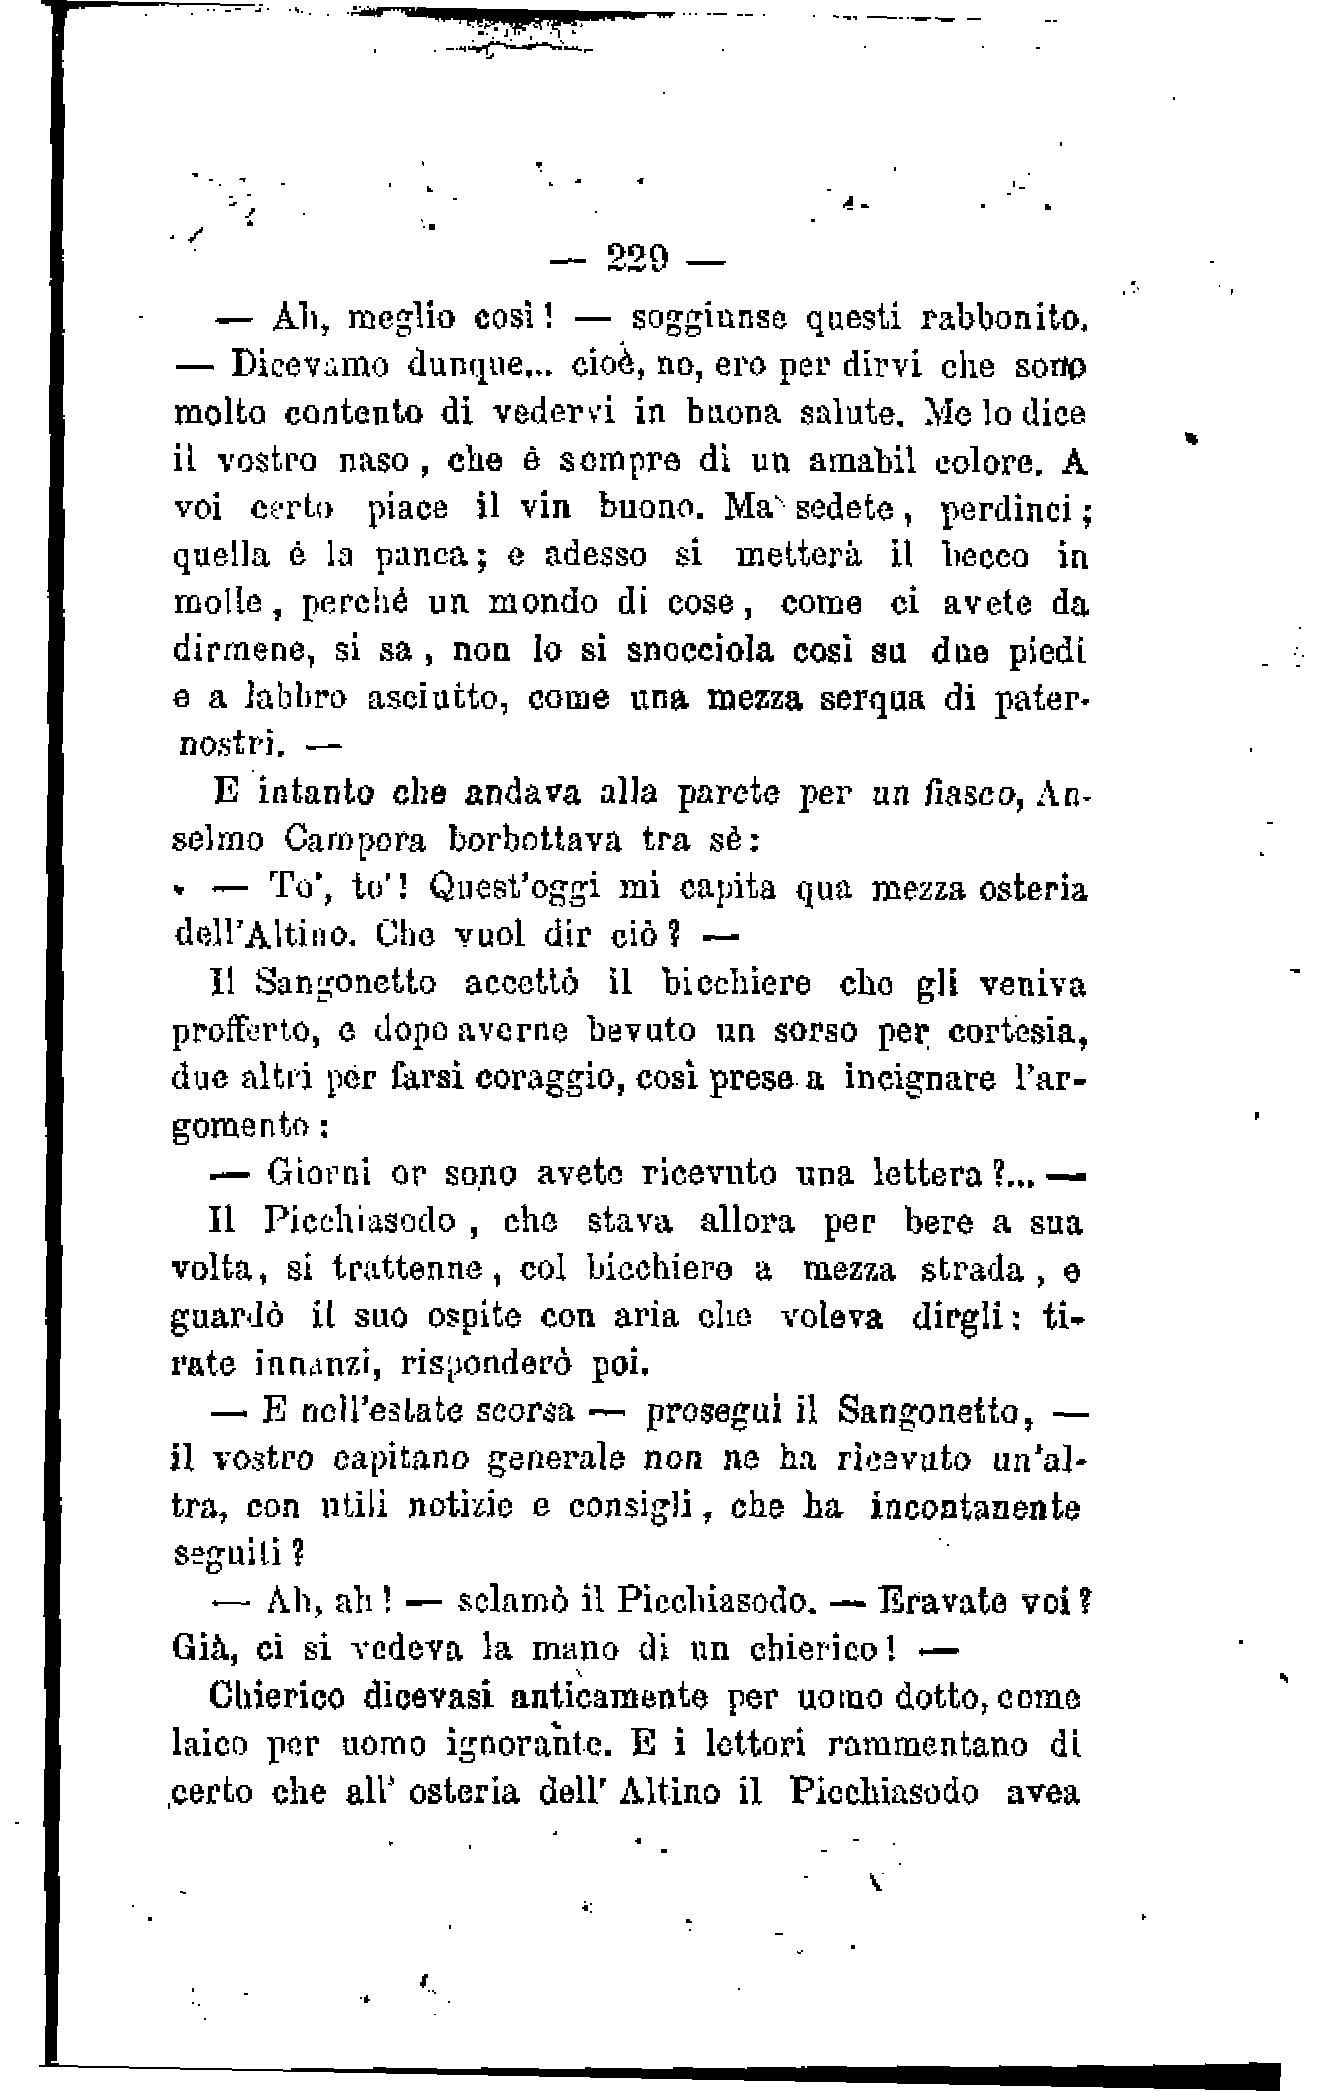 — 229 —
— Ah, meglio così! — soggiunse questi rabbonito.
— Dicevamo dunque... cioè, no, ero per dirvi che sono
molto contento di vedervi in buona salute. Me lo dice
il vostro naso, che è sempre di un amabil colore. A
voi certo piace il vin buono. Ma sedete, perdinci;
quella è la panca; e adesso si metterà il becco in
molle, perchè un mondo di cose, come ci avete da
dirmene, si sa, non lo si snocciola così su due piedi
e a labbro asciutto, come una mezza serqua di pater-
nostri. —
E intanto che andava alla parete per un fiasco, An-
selmo Campora borbottava tra sè:
— To', to'! Quest'oggi mi capita qua mezza osteria
dell'Altino. Che vuol dir ciò? —
Il Sangonetto accettò il bicchiere che gli veniva
profferto, e dopo averne bevuto un sorso per cortesia,
due altri per farsi coraggio, così prese a incignare l'ar-
gomento:
— Giorni or sono avete ricevuto una lettera?... —
Il Picchiasodo, che stava allora per bere a sua
volta, si trattenne, col bicchiere a mezza strada, e
guardò il suo ospite con aria che voleva dirgli: ti-
rate innanzi, risponderò poi.
— E nell'estate scorsa — proseguì il Sangonetto, —
il vostro capitano generale non ne ha ricevuto un'al-
tra, con utili notizie e consigli, che ha incontanente
seguiti?
— Ah, ah! — sclamò il Picchiasodo. — Eravate voi?
Già, ci si vedeva la mano di un chierico! —
Chierico dicevasi anticamente per uomo dotto, come
laico per uomo ignorante. E i lettori rammentano di
certo che all' osteria dell' Altino il Picchiasodo avea